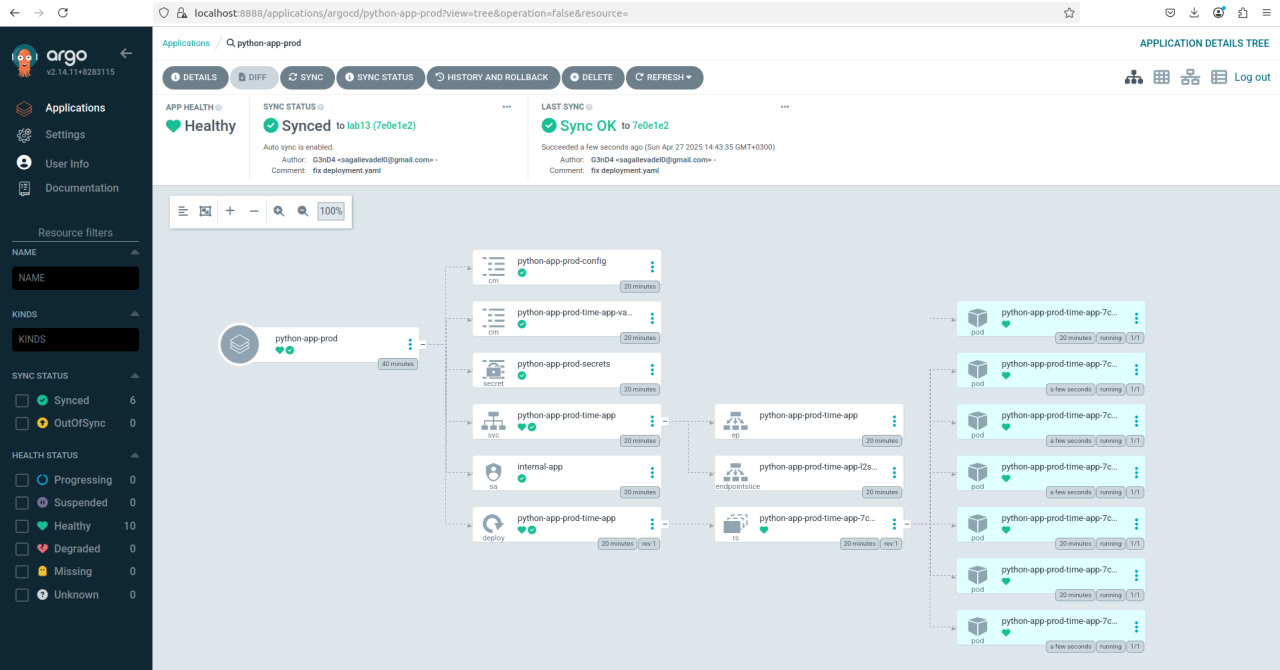 localhost:8888/applications/argocd/python-app-prod?view=tree&operation=false&resource=
argo
v2.14.11+8283115
Applications
Settings
User Info
Documentation
Resource filters
NAME
NAME
KINDS
KINDS
SYNC STATUS
Synced 6
OutOfSync 0
HEALTH STATUS
Progressing 0
Suspended 0
Healthy 10
Degraded 0
Missing 0
Unknown 0
Applications / python-app-prod
APPLICATION DETAILS TREE
DETAILS DIFF SYNC SYNC STATUS HISTORY AND ROLLBACK DELETE REFRESH
Log out
APP HEALTH
Healthy
SYNC STATUS
Synced to lab13 (7e0e1e2)
Auto sync is enabled.
Author: G3nD4 <sagalievadel0@gmail.com> -
Comment: fix deployment.yaml
LAST SYNC
Sync OK to 7e0e1e2
Succeeded a few seconds ago (Sun Apr 27 2025 14:43:35 GMT+0300)
Author: G3nD4 <sagalievadel0@gmail.com> -
Comment: fix deployment.yaml
100%
python-app-prod
40 minutes
cm
python-app-prod-config
20 minutes
cm
python-app-prod-time-app-va...
20 minutes
secret
python-app-prod-secrets
20 minutes
svc
python-app-prod-time-app
20 minutes
sa
internal-app
20 minutes
deploy
python-app-prod-time-app
20 minutes rev:1
ep
python-app-prod-time-app
20 minutes
endpointslice
python-app-prod-time-app-l2s...
20 minutes
rs
python-app-prod-time-app-7c...
20 minutes rev:1
pod
python-app-prod-time-app-7c...
20 minutes running 1/1
pod
python-app-prod-time-app-7c...
a few seconds running 1/1
pod
python-app-prod-time-app-7c...
a few seconds running 1/1
pod
python-app-prod-time-app-7c...
a few seconds running 1/1
pod
python-app-prod-time-app-7c...
20 minutes running 1/1
pod
python-app-prod-time-app-7c...
20 minutes running 1/1
pod
python-app-prod-time-app-7c...
a few seconds running 1/1